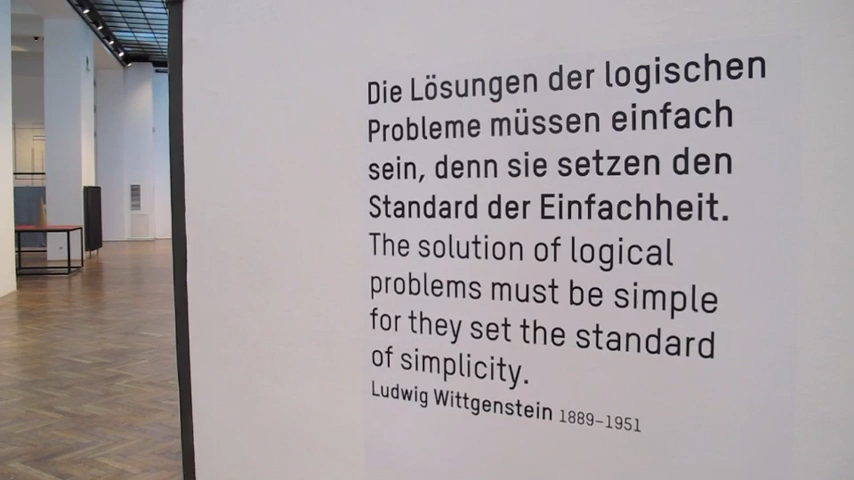 Die Lösungen der logischen
Probleme müssen einfach
sein, denn sie setzen den
Standard der Einfachheit.
The solution of logical
problems must be simple
for they set the standard
of simplicity.
Ludwig Wittgenstein 1889–1951